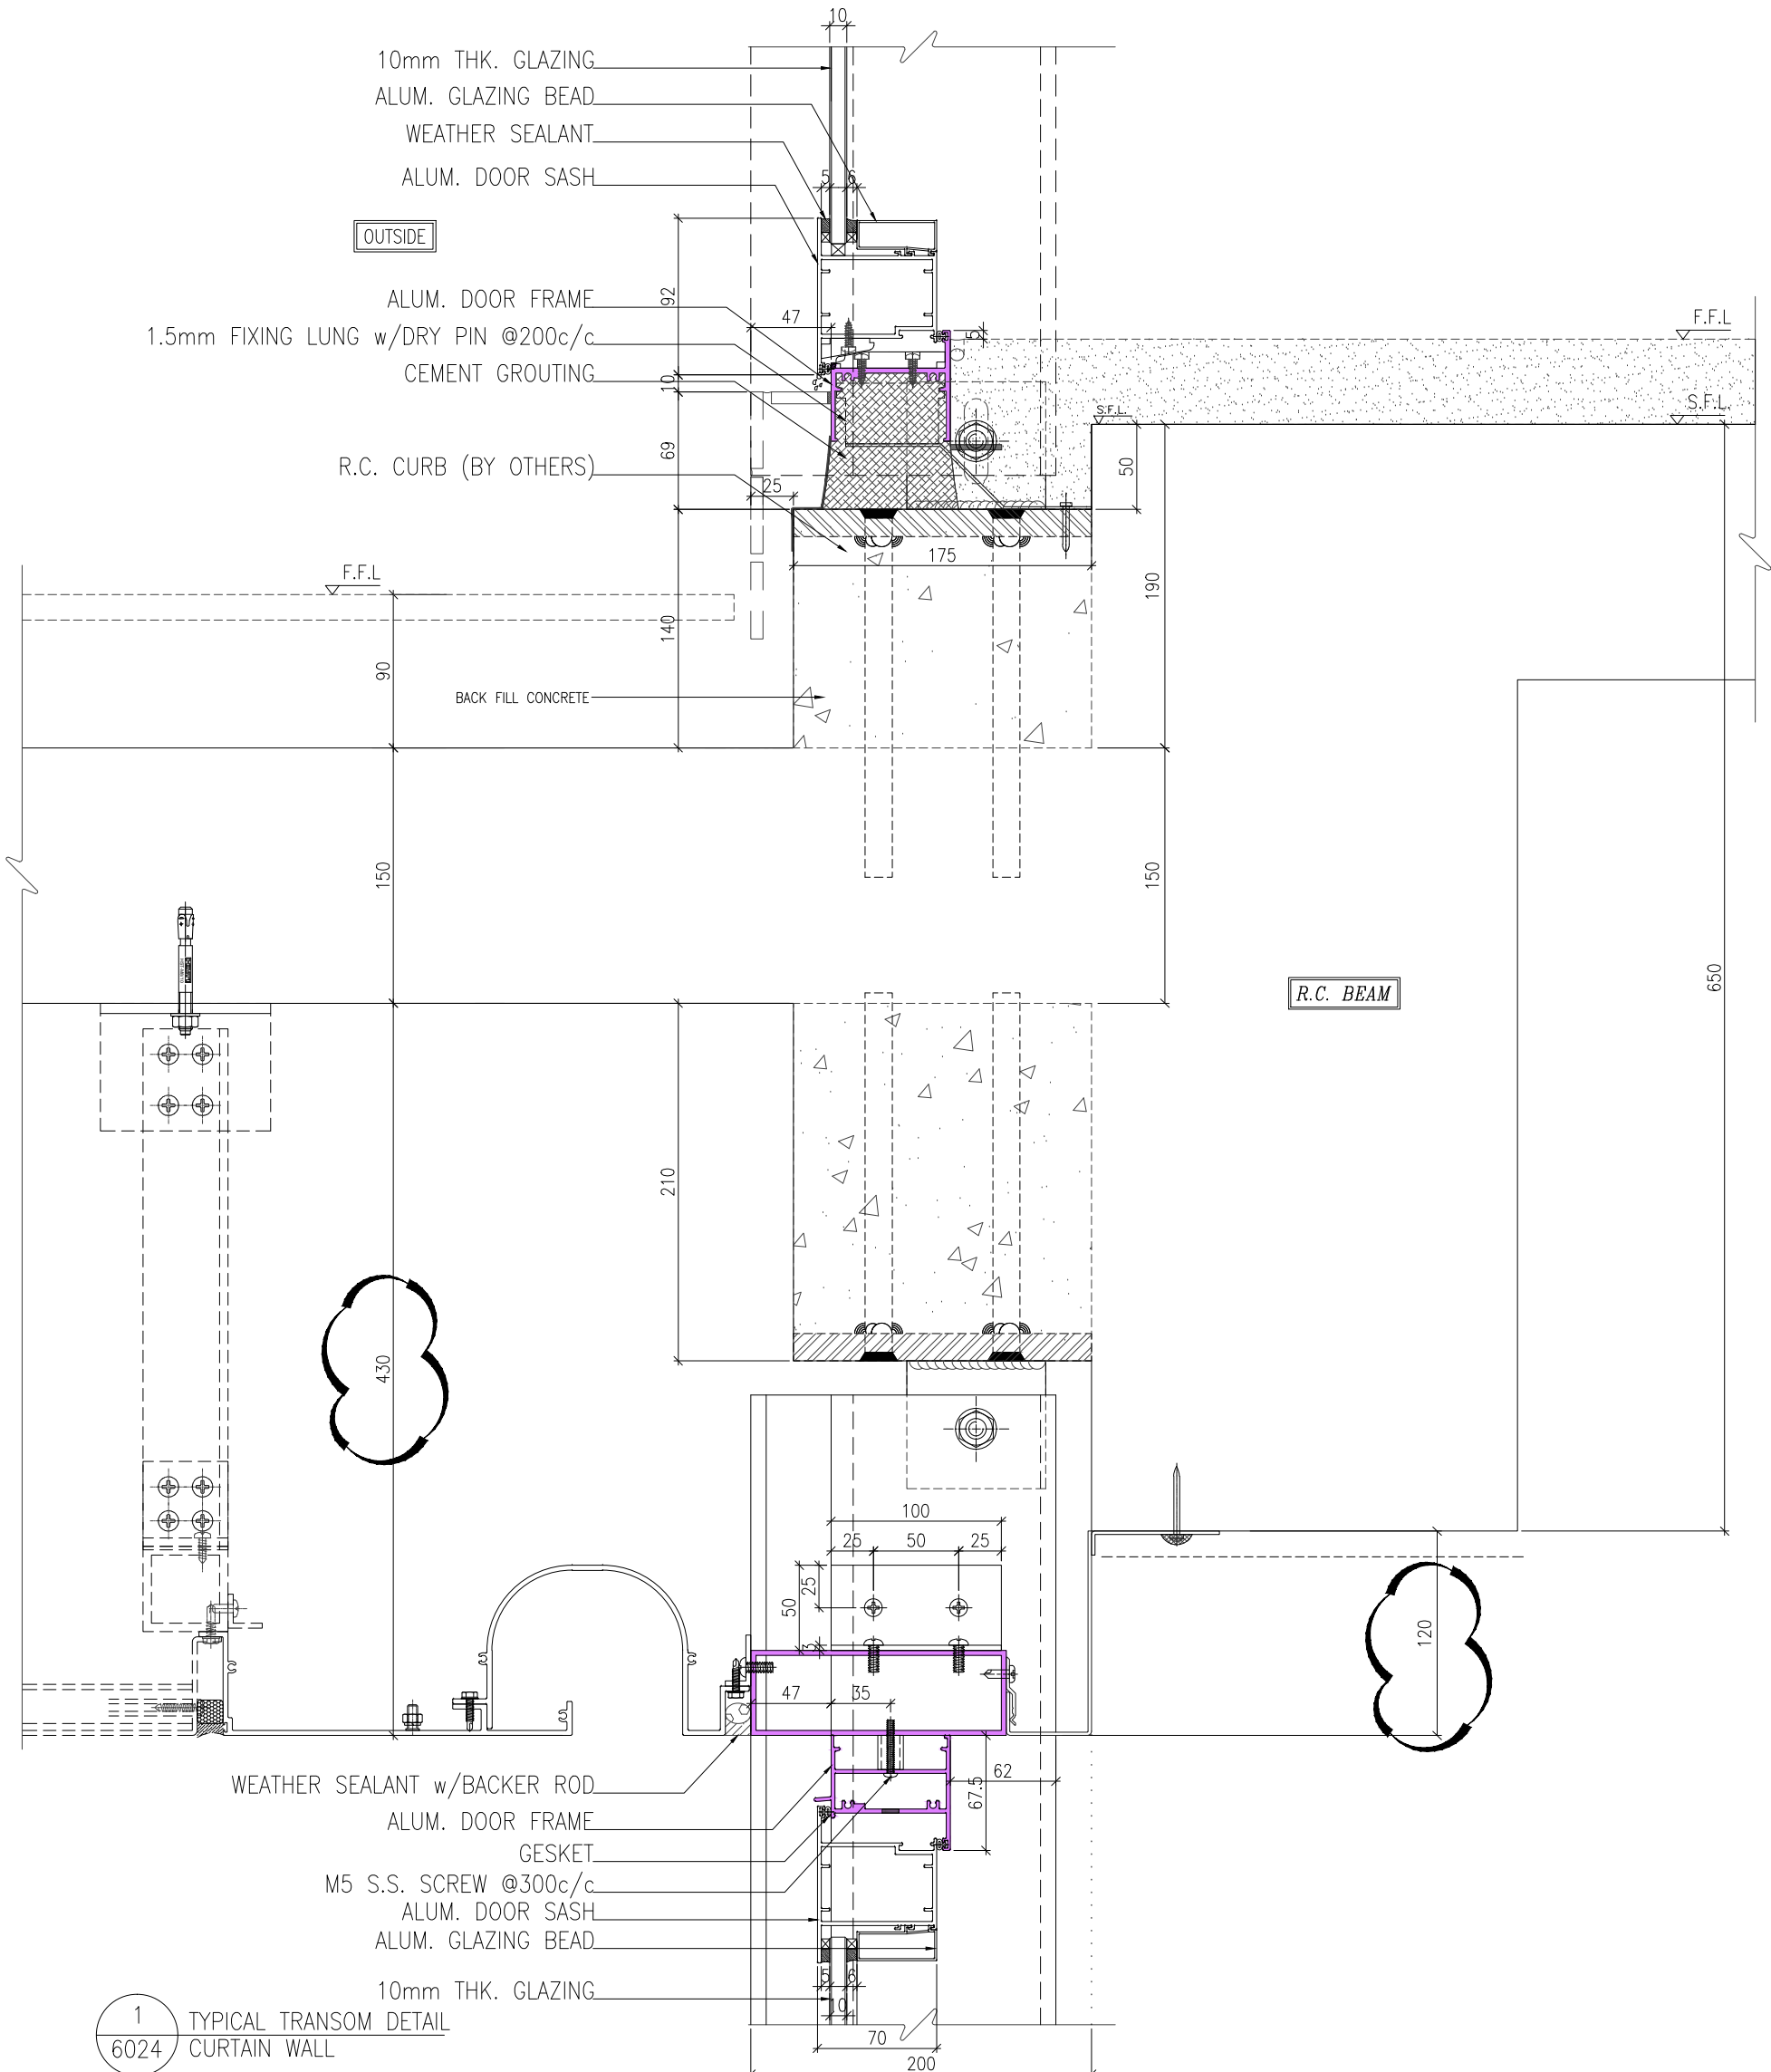 10
10mm THK. GLAZING
ALUM. GLAZING BEAD
WEATHER SEALANT
ALUM. DOOR SASH
5
6
OUTSIDE
ALUM. DOOR FRAME
92
47
5
F.F.L
1.5mm FIXING LUNG w/DRY PIN @200c/c
CEMENT GROUTING
10
S.F.L.
S.F.L
69
50
R.C. CURB (BY OTHERS)
25
175
190
F.F.L
140
90
BACK FILL CONCRETE
150
150
650
R.C. BEAM
210
430
100
25
50
25
25
50
3
120
47
35
WEATHER SEALANT w/BACKER ROD
62
67.5
ALUM. DOOR FRAME
GESKET
M5 S.S. SCREW @300c/c
ALUM. DOOR SASH
ALUM. GLAZING BEAD
10mm THK. GLAZING
5
6
10
1
TYPICAL TRANSOM DETAIL
6024
CURTAIN WALL
70
200